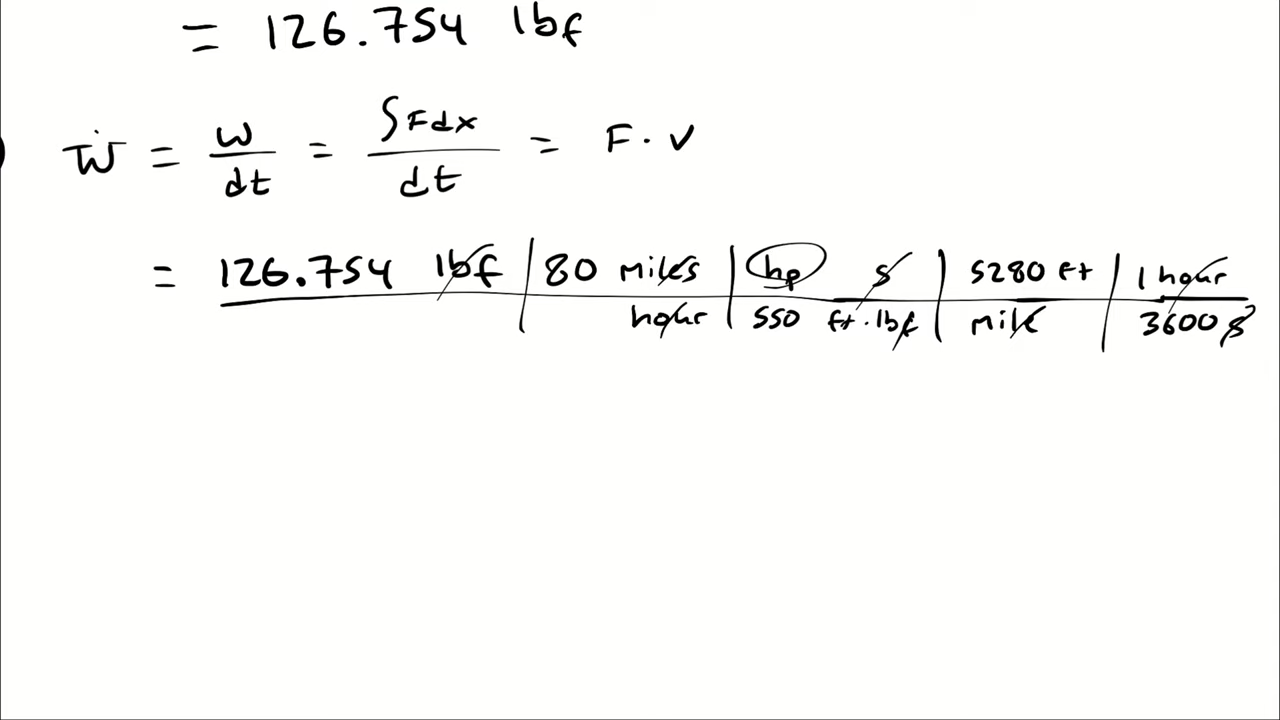 = 126.754 lbf
) Ẇ = W/dt = ∫Fdx/dt = F · v
= 126.754 lbf | 80 miles | hp s | 5280 ft | 1 hour
hour | 550 ft·lbf | mile | 3600 s